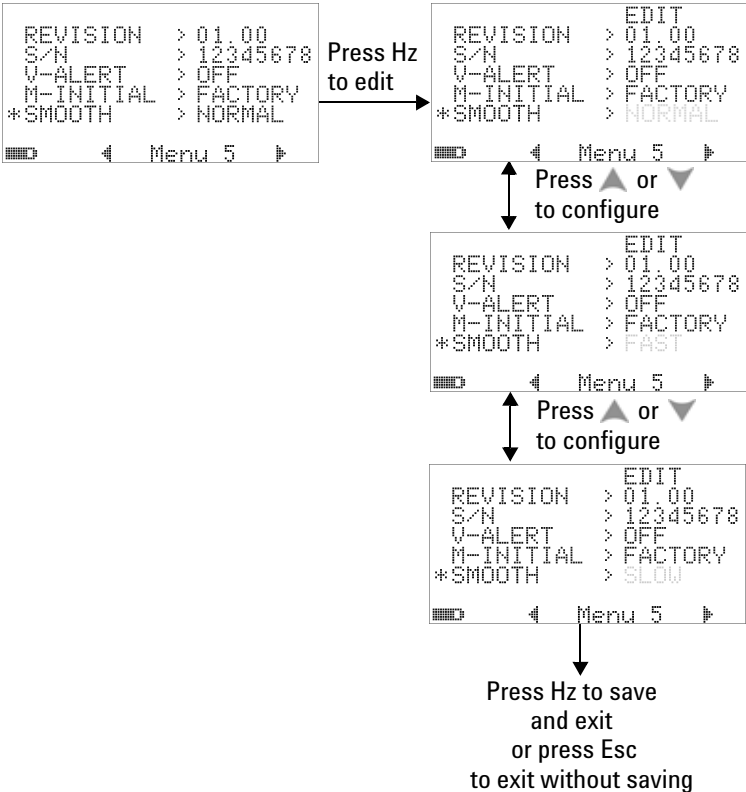 REVISION > 01.00
S/N > 12345678
V-ALERT > OFF
M-INITIAL > FACTORY
*SMOOTH > NORMAL
Menu 5
Press Hz
to edit
EDIT
REVISION > 01.00
S/N > 12345678
V-ALERT > OFF
M-INITIAL > FACTORY
*SMOOTH > NORMAL
Menu 5
Press ▲ or ▼
to configure
EDIT
REVISION > 01.00
S/N > 12345678
V-ALERT > OFF
M-INITIAL > FACTORY
*SMOOTH > FAST
Menu 5
Press ▲ or ▼
to configure
EDIT
REVISION > 01.00
S/N > 12345678
V-ALERT > OFF
M-INITIAL > FACTORY
*SMOOTH > SLOW
Menu 5
Press Hz to save
and exit
or press Esc
to exit without saving